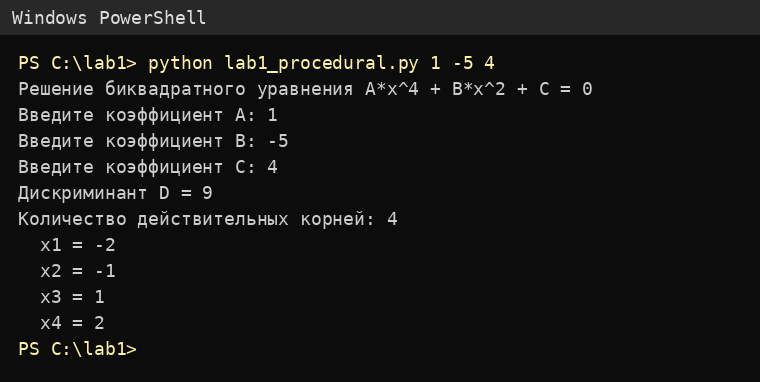 Windows PowerShell
PS C:\lab1> python lab1_procedural.py 1 -5 4
Решение биквадратного уравнения A*x^4 + B*x^2 + C = 0
Введите коэффициент A: 1
Введите коэффициент B: -5
Введите коэффициент C: 4
Дискриминант D = 9
Количество действительных корней: 4
  x1 = -2
  x2 = -1
  x3 = 1
  x4 = 2
PS C:\lab1>